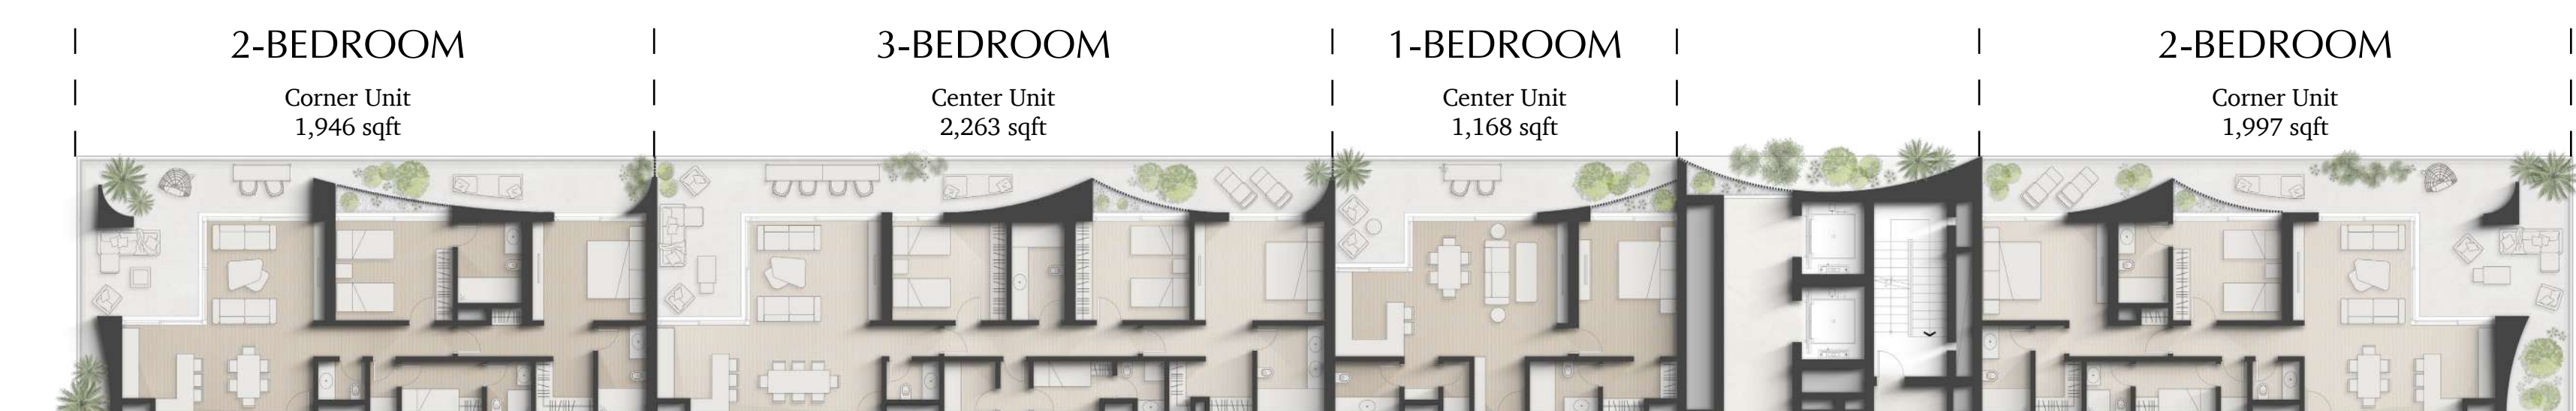 2-BEDROOM
Corner Unit
1,946 sqft
3-BEDROOM
Center Unit
2,263 sqft
1-BEDROOM
Center Unit
1,168 sqft
2-BEDROOM
Corner Unit
1,997 sqft